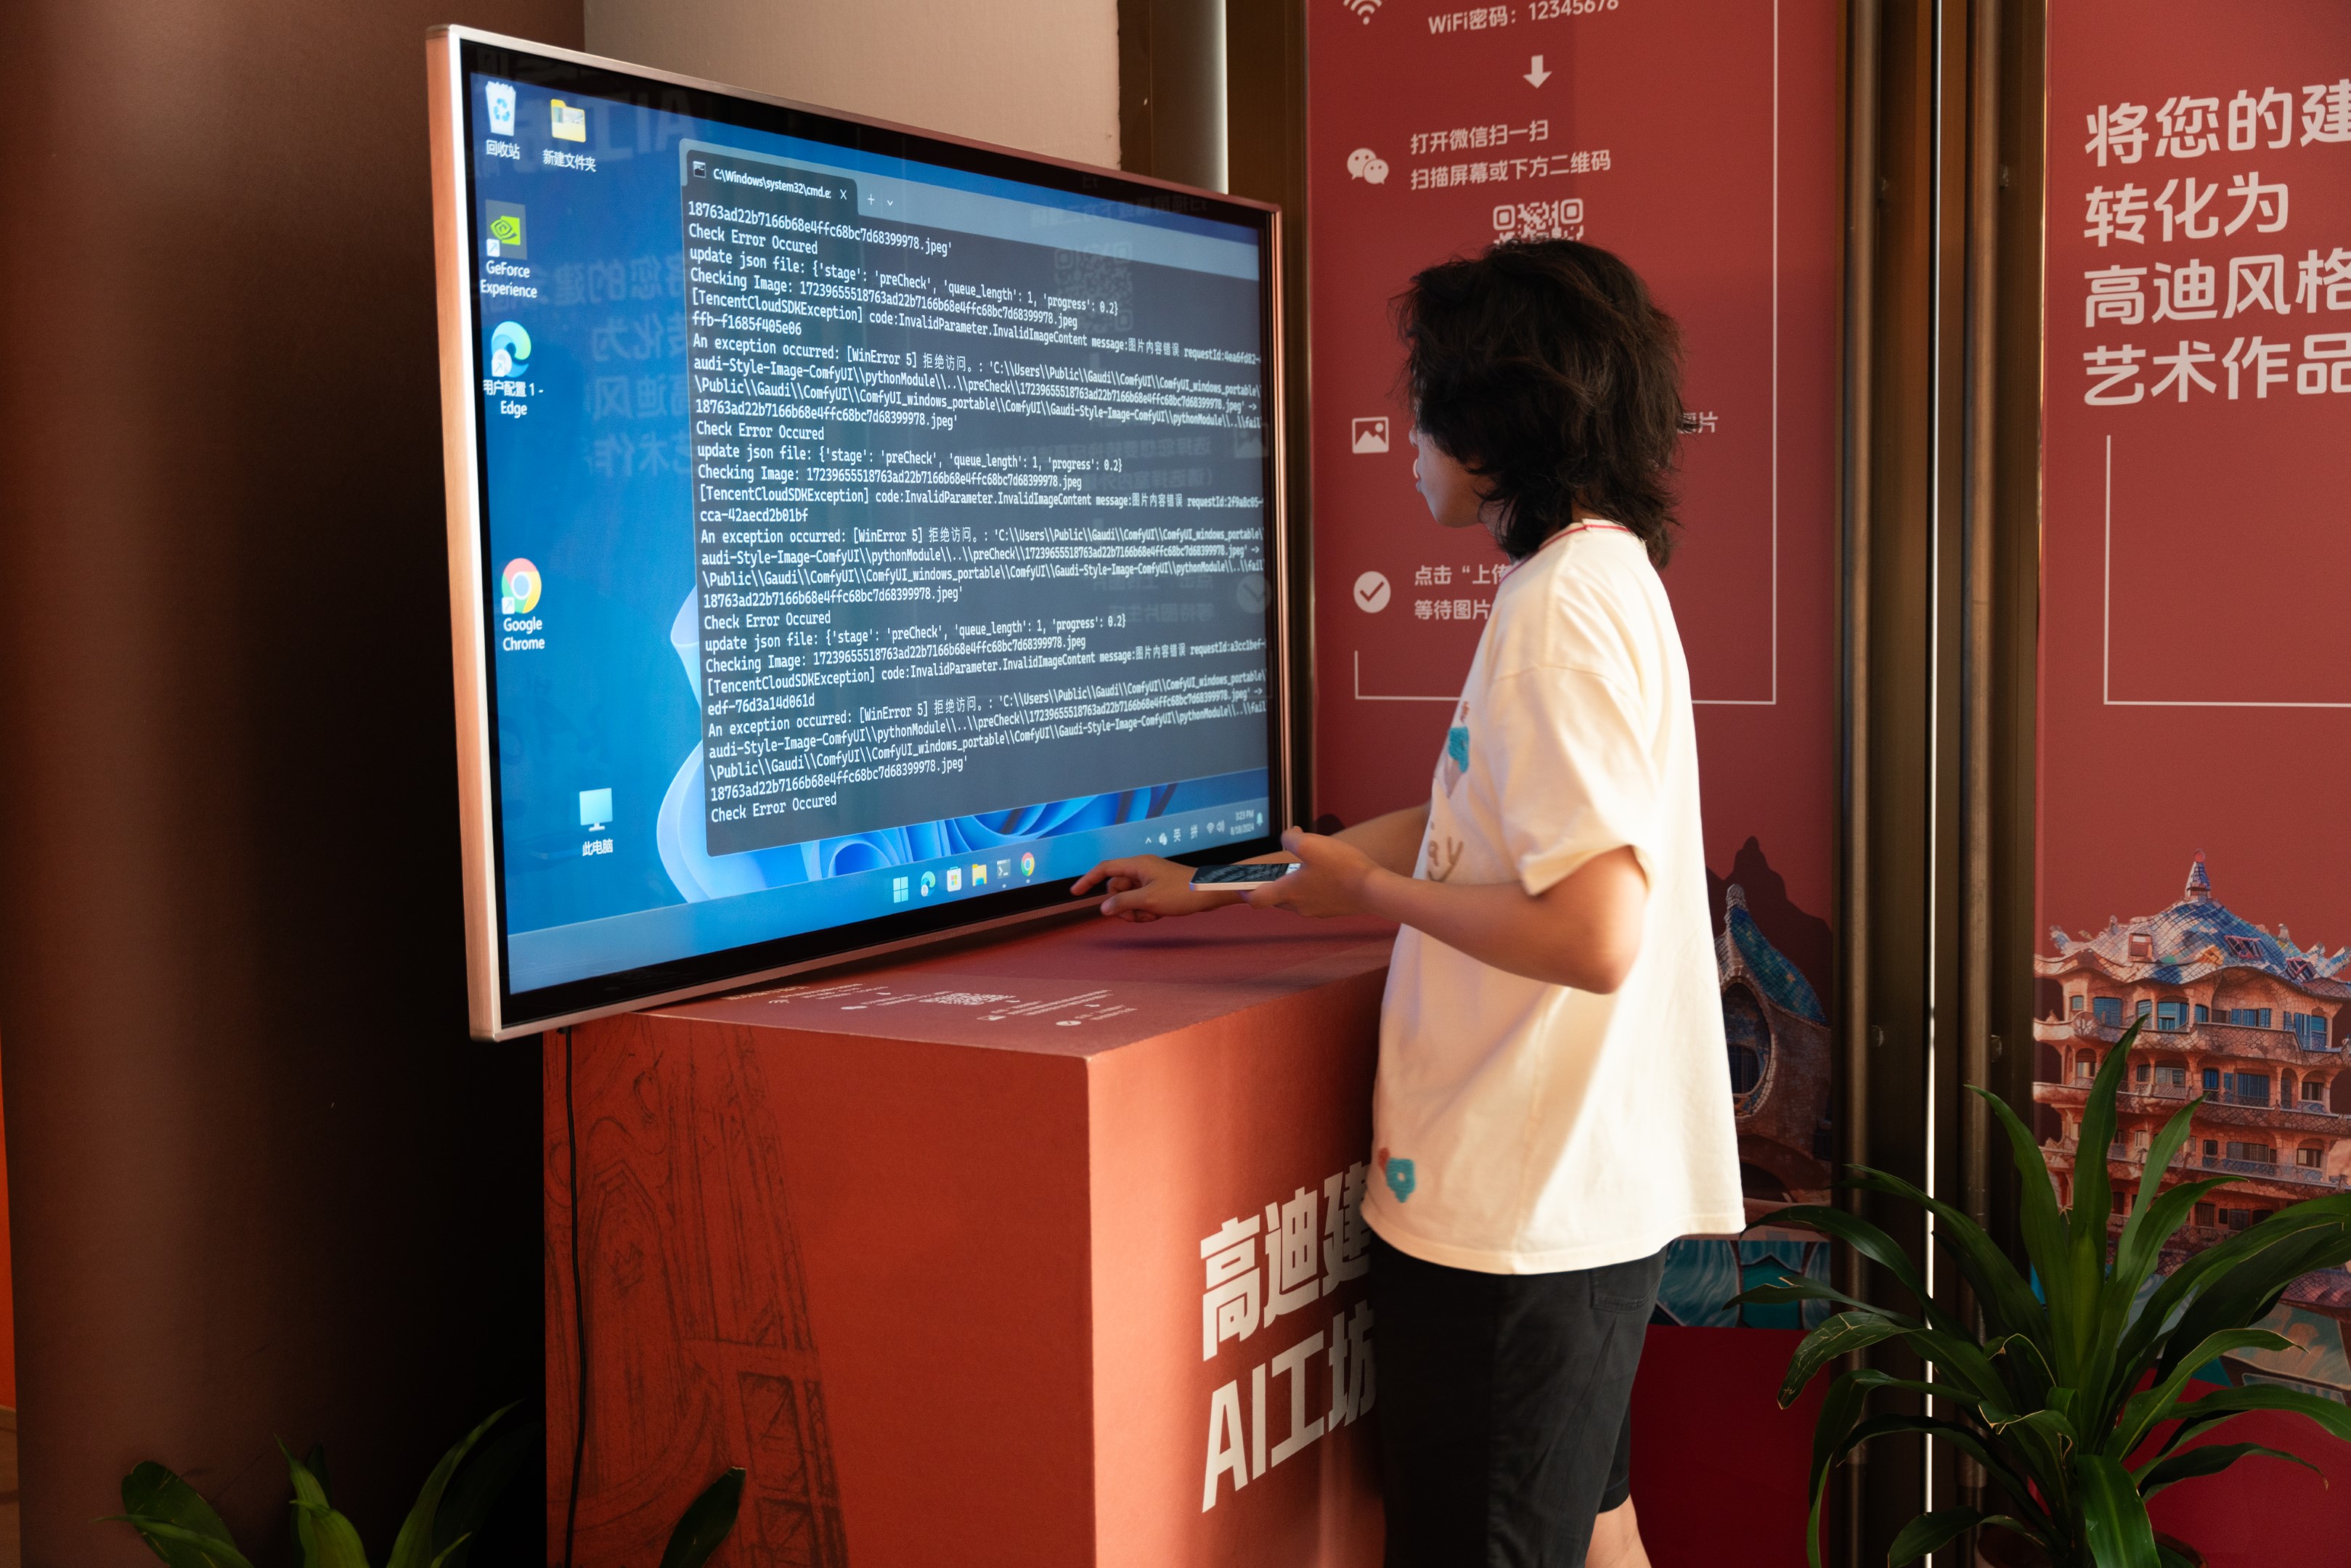 回收站
新建文件夹
GeForce
Experience
用户配置 1 -
Edge
Google
Chrome
此电脑
C:\Windows\system32\cmd.e:
18763ad22b7166b68e4ffc68bc7d68399978.jpeg'
Check Error Occured
update json file: {'stage': 'preCheck', 'queue_length': 1, 'progress': 0.2}
Checking Image: 17239655518763ad22b7166b68e4ffc68bc7d68399978.jpeg
[TencentCloudSDKException] code:InvalidParameter.InvalidImageContent message:图片内容错误 requestId:4ea6fd82-
ffb-f1685f405e06
An exception occurred: [WinError 5] 拒绝访问。: 'C:\\Users\\Public\\Gaudi\\ComfyUI\\ComfyUI_windows_portable\
audi-Style-Image-ComfyUI\\pythonModule\\..\\preCheck\\17239655518763ad22b7166b68e4ffc68bc7d68399978.jpeg' ->
\Public\\Gaudi\\ComfyUI\\ComfyUI_windows_portable\\ComfyUI\\Gaudi-Style-Image-ComfyUI\\pythonModule\\..\\fail
18763ad22b7166b68e4ffc68bc7d68399978.jpeg'
Check Error Occured
update json file: {'stage': 'preCheck', 'queue_length': 1, 'progress': 0.2}
Checking Image: 17239655518763ad22b7166b68e4ffc68bc7d68399978.jpeg
[TencentCloudSDKException] code:InvalidParameter.InvalidImageContent message:图片内容错误 requestId:2f9a8c05-
cca-42aecd2b01bf
An exception occurred: [WinError 5] 拒绝访问。: 'C:\\Users\\Public\\Gaudi\\ComfyUI\\ComfyUI_windows_portable\
audi-Style-Image-ComfyUI\\pythonModule\\..\\preCheck\\17239655518763ad22b7166b68e4ffc68bc7d68399978.jpeg' ->
\Public\\Gaudi\\ComfyUI\\ComfyUI_windows_portable\\ComfyUI\\Gaudi-Style-Image-ComfyUI\\pythonModule\\..\\fail
18763ad22b7166b68e4ffc68bc7d68399978.jpeg'
Check Error Occured
update json file: {'stage': 'preCheck', 'queue_length': 1, 'progress': 0.2}
Checking Image: 17239655518763ad22b7166b68e4ffc68bc7d68399978.jpeg
[TencentCloudSDKException] code:InvalidParameter.InvalidImageContent message:图片内容错误 requestId:a3cc1bef-
edf-76d3a14d061d
An exception occurred: [WinError 5] 拒绝访问。: 'C:\\Users\\Public\\Gaudi\\ComfyUI\\ComfyUI_windows_portable\
audi-Style-Image-ComfyUI\\pythonModule\\..\\preCheck\\17239655518763ad22b7166b68e4ffc68bc7d68399978.jpeg' ->
\Public\\Gaudi\\ComfyUI\\ComfyUI_windows_portable\\ComfyUI\\Gaudi-Style-Image-ComfyUI\\pythonModule\\..\\fail
18763ad22b7166b68e4ffc68bc7d68399978.jpeg'
Check Error Occured
英 拼
WiFi密码：12345678
打开微信扫一扫
扫描屏幕或下方二维码
片
点击“上传
等待图片
将您的建
转化为
高迪风格
艺术作品
高迪建
AI工坊
ay